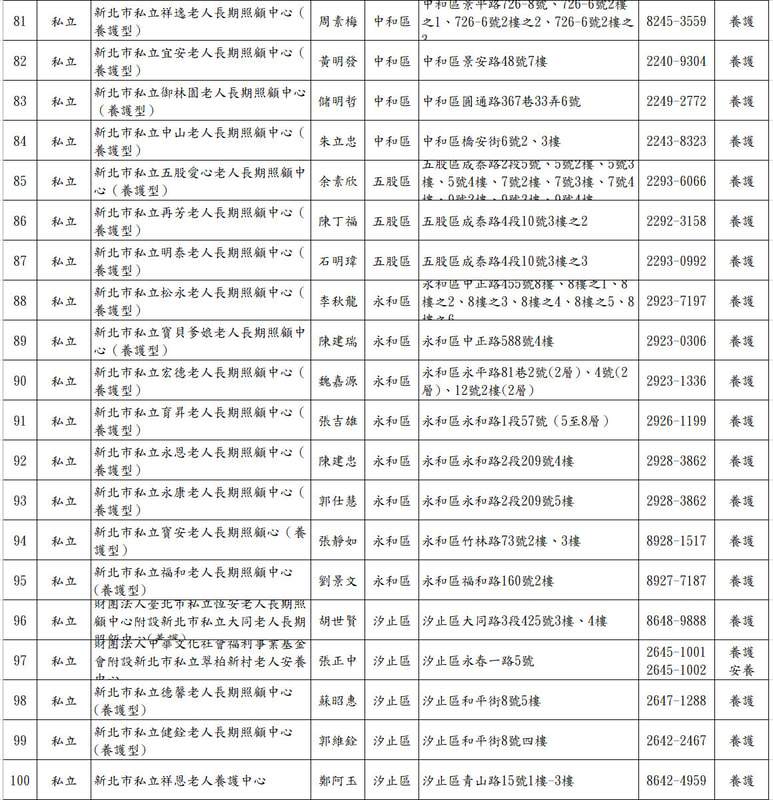 81 私立 新北市私立祥逸老人長期照顧中心（養護型） 周素梅 中和區 中和區景平路726-8號、726-6號2樓之1、726-6號2樓之2、726-6號2樓之 8245-3559 養護
82 私立 新北市私立宜安老人長期照顧中心（養護型） 黃明發 中和區 中和區景安路48號7樓 2240-9304 養護
83 私立 新北市私立御林園老人長期照顧中心（養護型） 儲明哲 中和區 中和區圓通路367巷33弄6號 2249-2772 養護
84 私立 新北市私立中山老人長期照顧中心（養護型） 朱立忠 中和區 中和區橋安街6號2、3樓 2243-8323 養護
85 私立 新北市私立五股愛心老人長期照顧中心（養護型） 余素欣 五股區 五股區成泰路2段5號、5號2樓、5號3樓、5號4樓、7號2樓、7號3樓、7號4樓、9號2樓、9號3樓、9號4樓 2293-6066 養護
86 私立 新北市私立再芳老人長期照顧中心（養護型） 陳丁福 五股區 五股區成泰路4段10號3樓之2 2292-3158 養護
87 私立 新北市私立明泰老人長期照顧中心（養護型） 石明瑋 五股區 五股區成泰路4段10號3樓之3 2293-0992 養護
88 私立 新北市私立松永老人長期照顧中心（養護型） 李秋龍 永和區 永和區中正路455號8樓、8樓之1、8樓之2、8樓之3、8樓之4、8樓之5、8樓之6 2923-7197 養護
89 私立 新北市私立寶貝爹娘老人長期照顧中心（養護型） 陳建瑞 永和區 永和區中正路588號4樓 2923-0306 養護
90 私立 新北市私立宏德老人長期照顧中心（養護型） 魏嘉源 永和區 永和區永平路81巷2號(2層)、4號(2層)、12號2樓(2層) 2923-1336 養護
91 私立 新北市私立育昇老人長期照顧中心（養護型） 張吉雄 永和區 永和區永和路1段57號（5至8層） 2926-1199 養護
92 私立 新北市私立永恩老人長期照顧中心（養護型） 陳建忠 永和區 永和區永和路2段209號4樓 2928-3862 養護
93 私立 新北市私立永康老人長期照顧中心（養護型） 郭仕慧 永和區 永和區永和路2段209號5樓 2928-3862 養護
94 私立 新北市私立寶安老人長期照顧中心（養護型） 張靜如 永和區 永和區竹林路73號2樓、3樓 8928-1517 養護
95 私立 新北市私立福和老人長期照顧中心(養護型) 劉景文 永和區 永和區福和路160號2樓 8927-7187 養護
96 私立 財團法人臺北市私立恆安老人長期照顧中心附設新北市私立大同老人長期照顧中心(養護) 胡世賢 汐止區 汐止區大同路3段425號3樓、4樓 8648-9888 養護
97 私立 財團法人中華文化社會福利事業基金會附設新北市私立翠柏新村老人安養中心 張正中 汐止區 汐止區永春一路5號 2645-1001 2645-1002 養護 安養
98 私立 新北市私立德馨老人長期照顧中心(養護型) 蘇昭惠 汐止區 汐止區和平街8號5樓 2647-1288 養護
99 私立 新北市私立健銓老人長期照顧中心(養護型) 郭維銓 汐止區 汐止區和平街8號四樓 2642-2467 養護
100 私立 新北市私立祥恩老人養護中心 鄭阿玉 汐止區 汐止區青山路15號1樓-3樓 8642-4959 養護